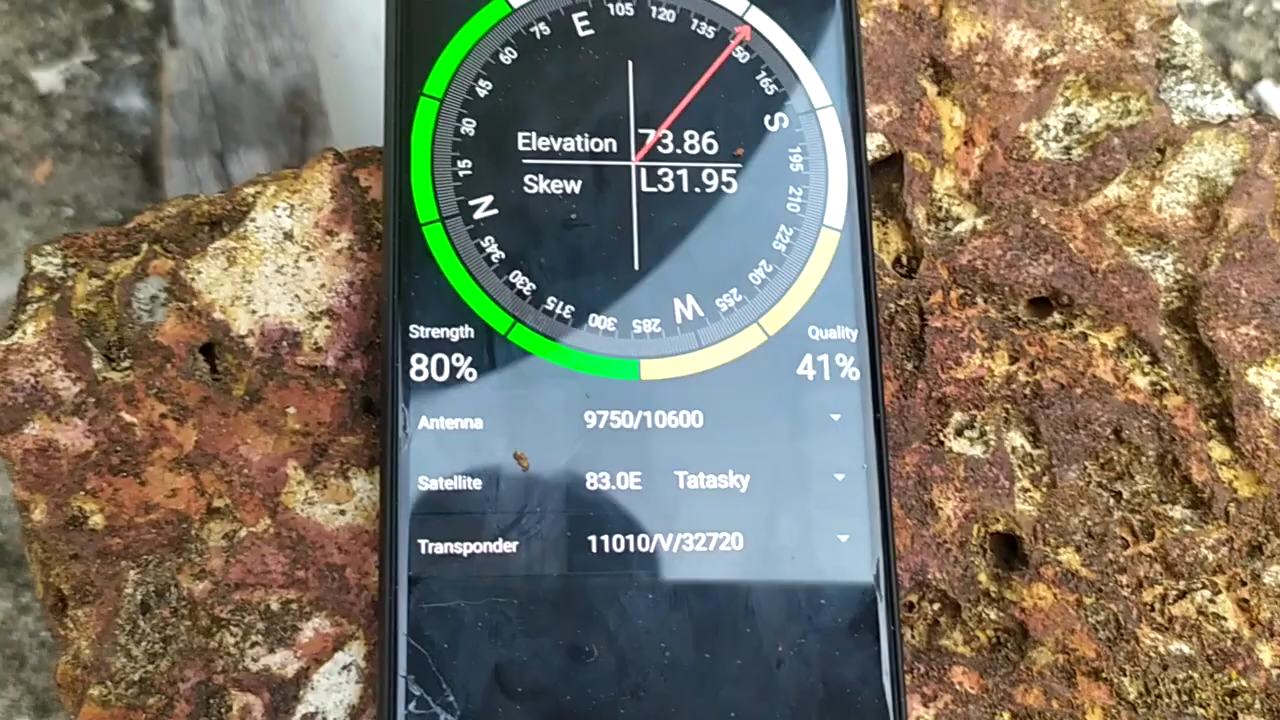 E 105 120 135 150 165 S 195 210 225 240 255 W 285 300 315 330 345 N 15 30 45 60 75
Elevation 73.86
Skew L31.95
Strength Quality
80% 41%
Antenna 9750/10600
Satellite 83.0E Tatasky
Transponder 11010/V/32720